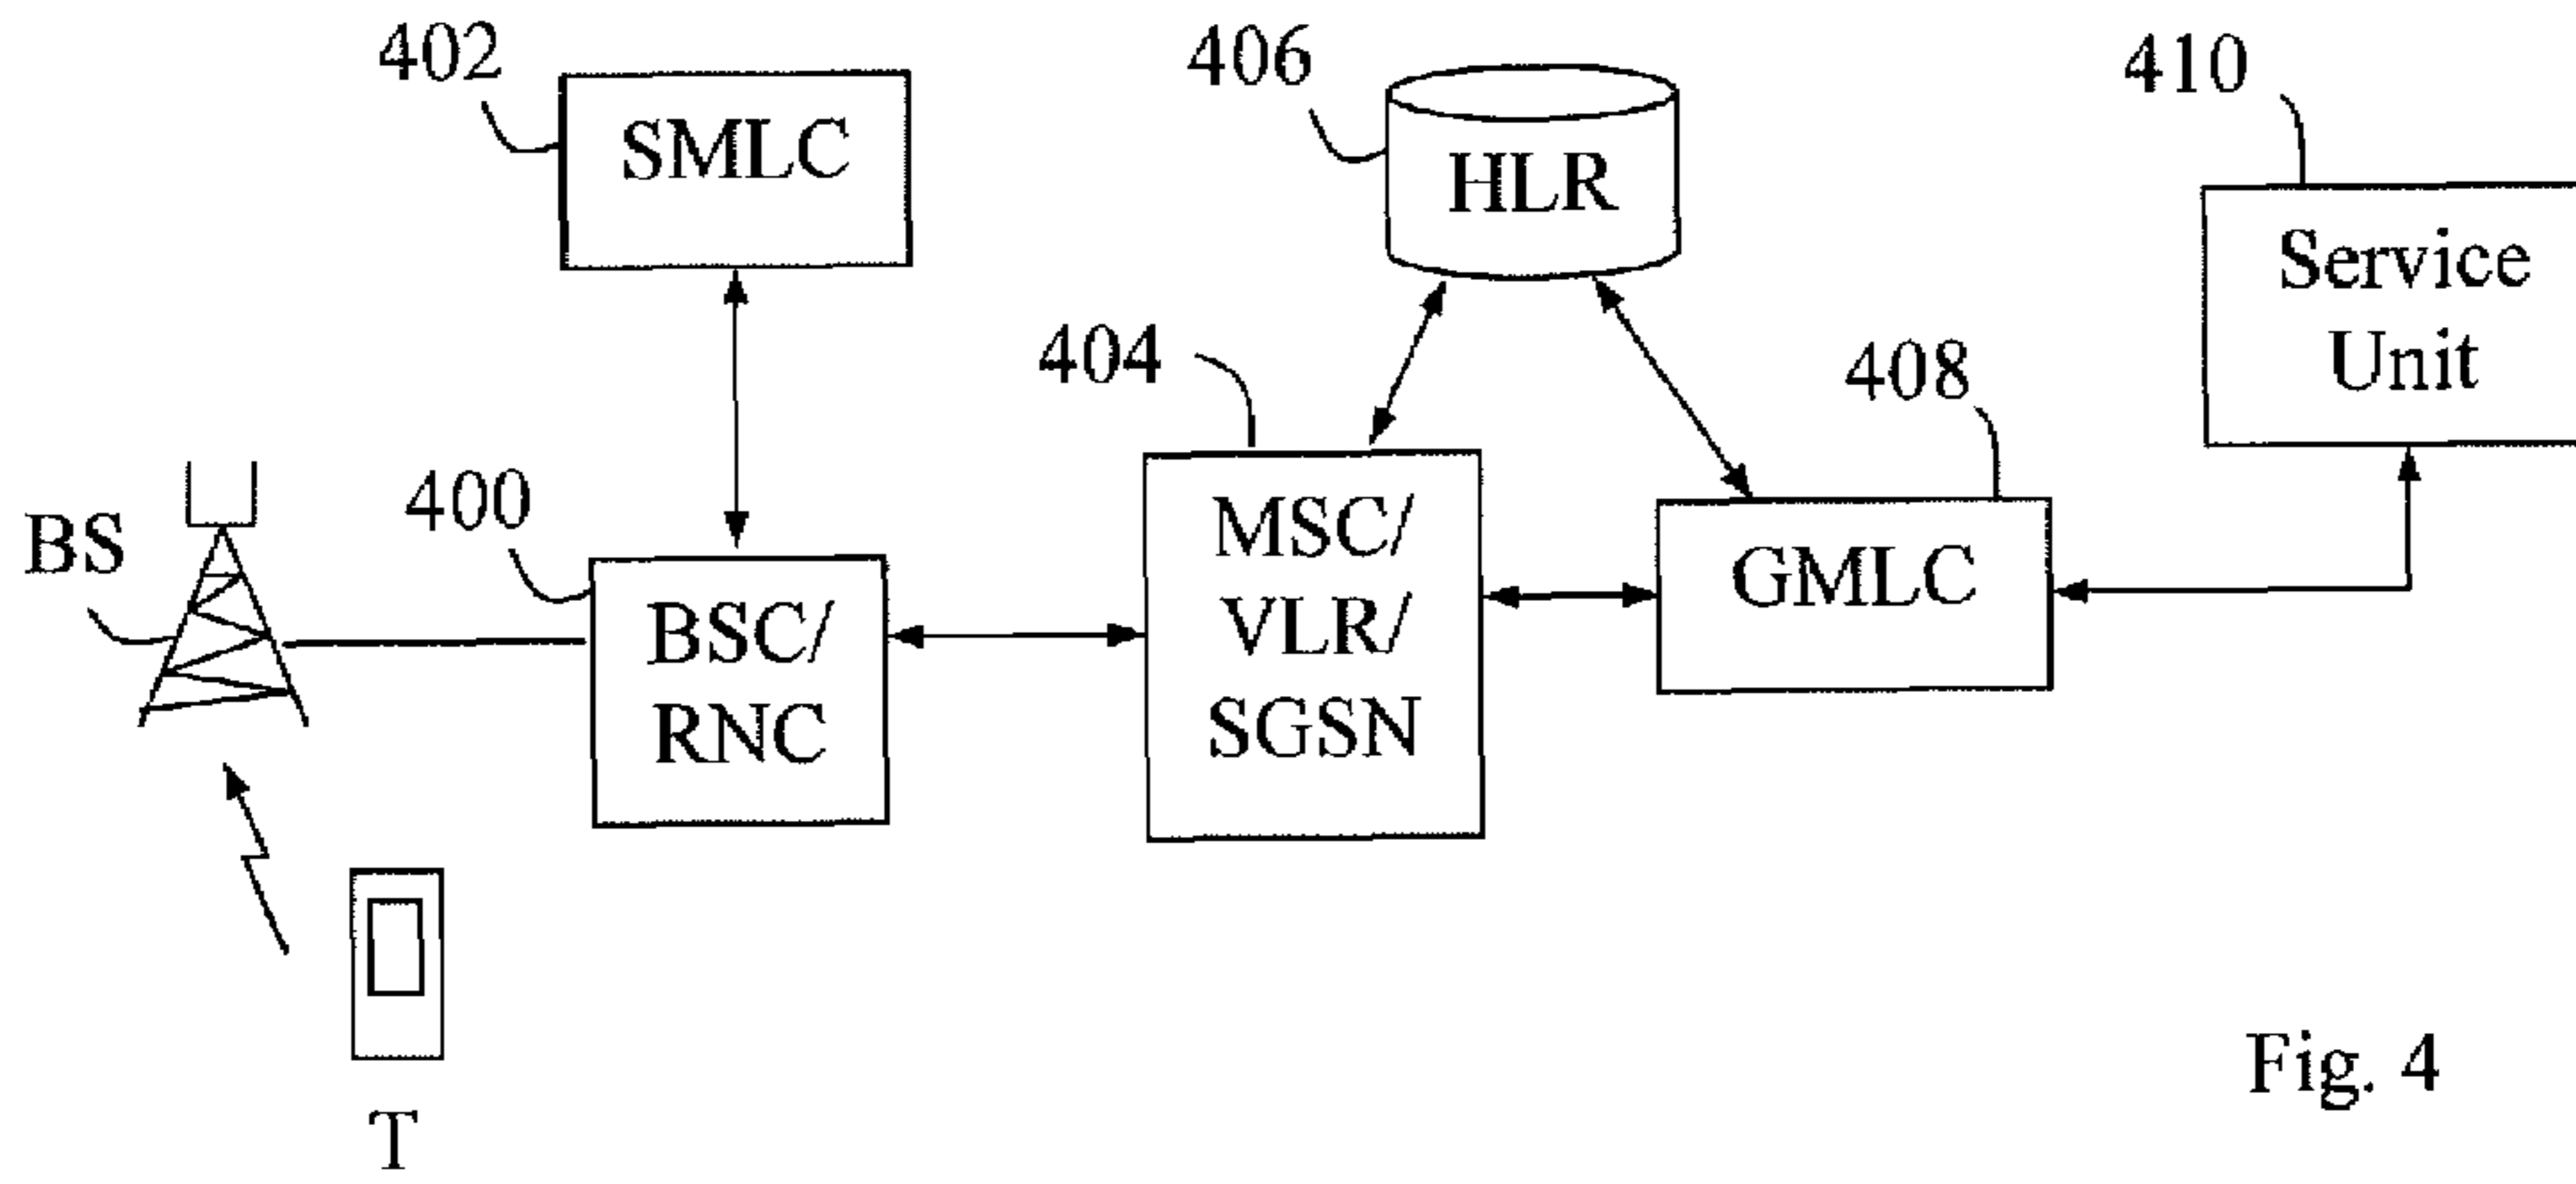 402
SMLC
406
HLR
410
Service
Unit
404
408
BS
400
BSC/
RNC
MSC/
VLR/
SGSN
GMLC
T
Fig. 4